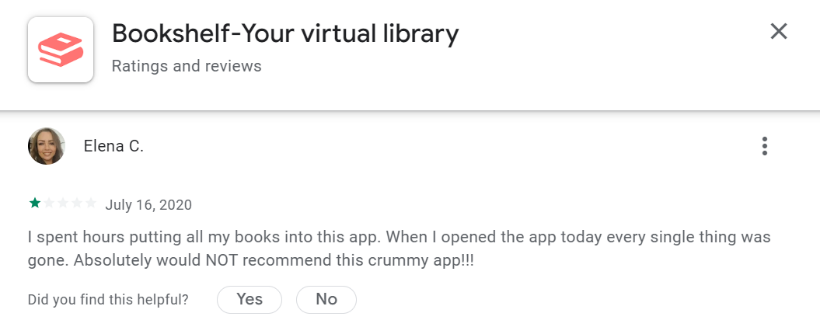 Bookshelf-Your virtual library
Ratings and reviews
Elena C.
July 16, 2020
I spent hours putting all my books into this app. When I opened the app today every single thing was
gone. Absolutely would NOT recommend this crummy app!!!
Did you find this helpful? Yes No